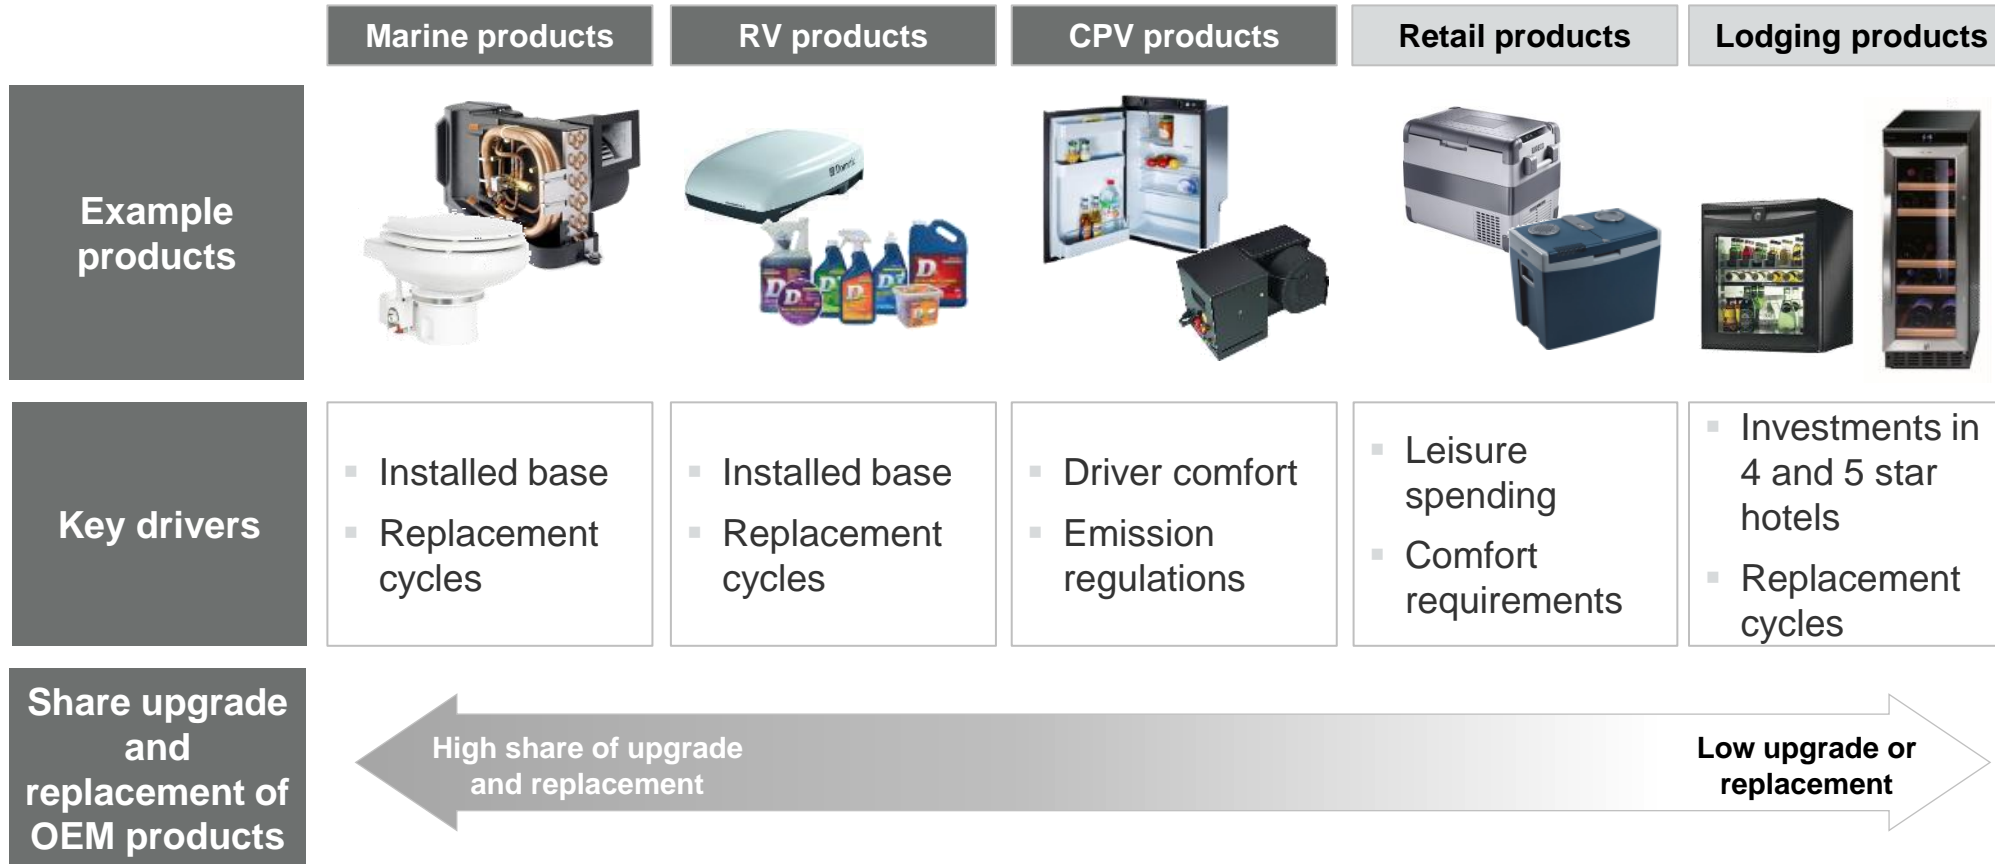 Marine products
RV products
CPV products
Retail products
Lodging products
Example
products
Dometic
D
D
D
D
D
Key drivers
Installed base
Replacement
cycles
Installed base
Replacement
cycles
Driver comfort
Emission
regulations
Leisure
spending
Comfort
requirements
Investments in
4 and 5 star
hotels
Replacement
cycles
Share upgrade
and
replacement of
OEM products
High share of upgrade
and replacement
Low upgrade or
replacement